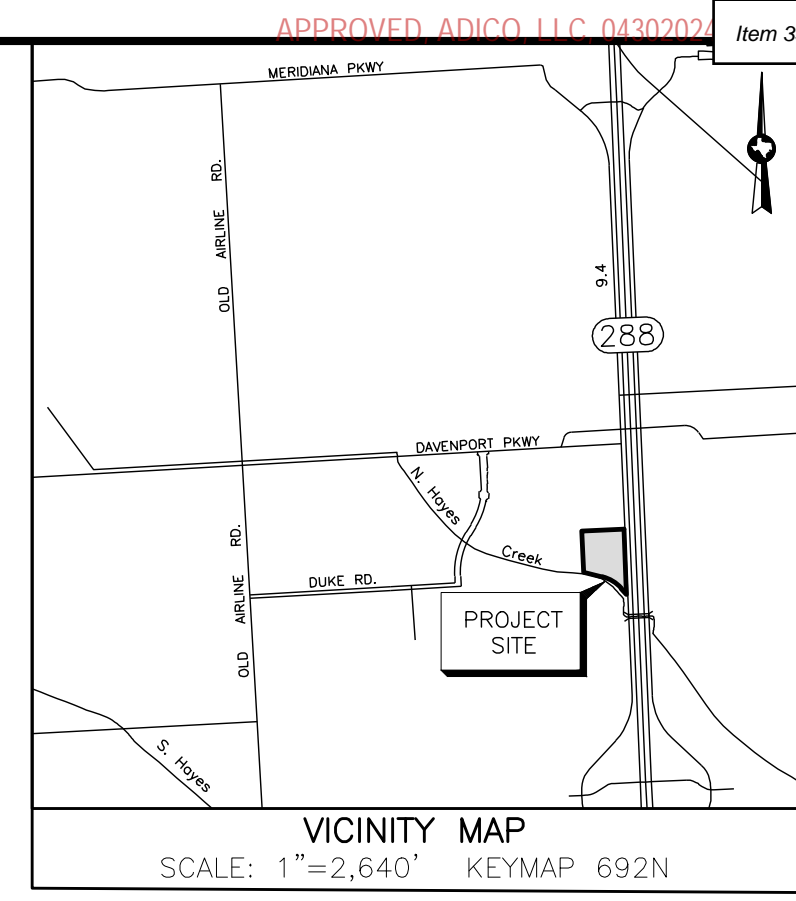 APPROVED, ADICO, LLC, 04302024
Item 3
MERIDIANA PKWY
OLD AIRLINE RD.
9.4
288
DAVENPORT PKWY
N. Hayes
Creek
OLD AIRLINE RD.
DUKE RD.
PROJECT
SITE
S. Hayes
VICINITY MAP
SCALE: 1"=2,640' KEYMAP 692N